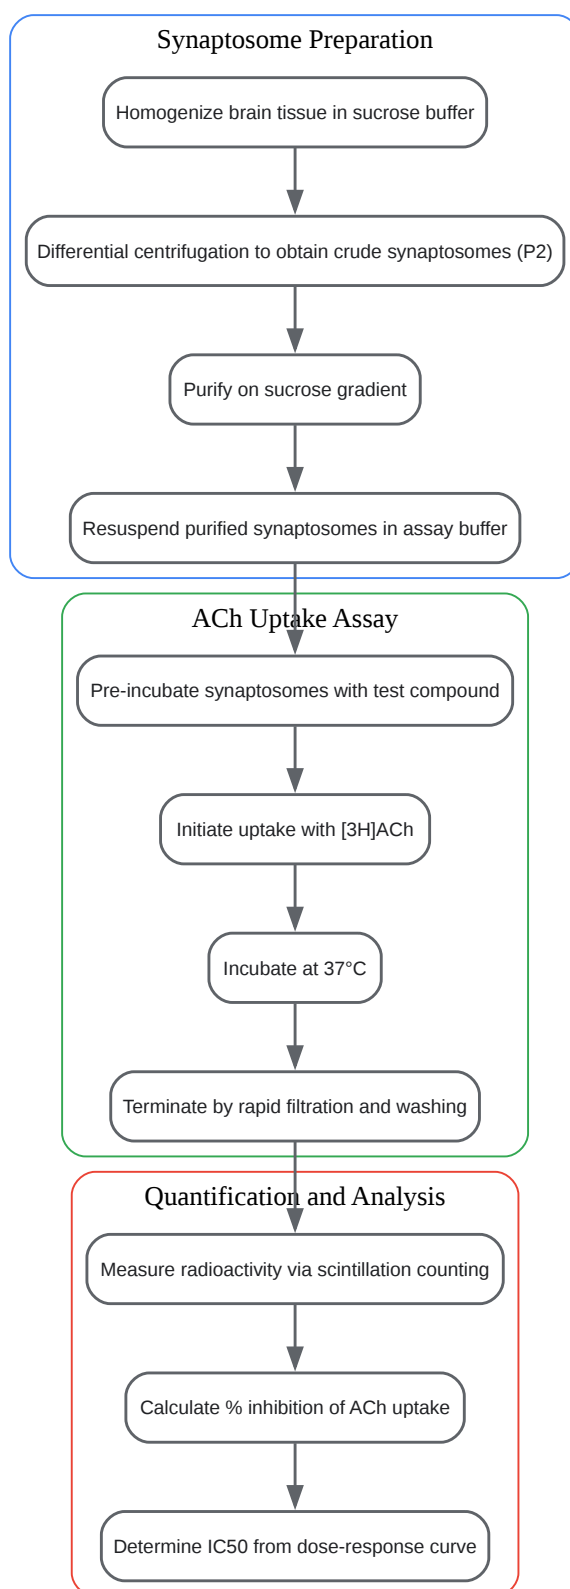 Synaptosome Preparation
Homogenize brain tissue in sucrose buffer
Differential centrifugation to obtain crude synaptosomes (P2)
Purify on sucrose gradient
Resuspend purified synaptosomes in assay buffer
ACh Uptake Assay
Pre-incubate synaptosomes with test compound
Initiate uptake with [3H]ACh
Incubate at 37°C
Terminate by rapid filtration and washing
Quantification and Analysis
Measure radioactivity via scintillation counting
Calculate % inhibition of ACh uptake
Determine IC50 from dose-response curve